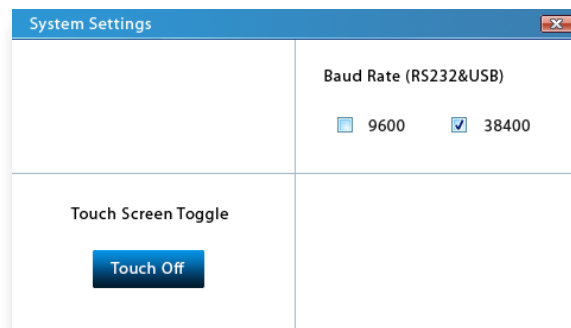 System Settings
Baud Rate (RS232&USB)
9600 38400
Touch Screen Toggle
Touch Off